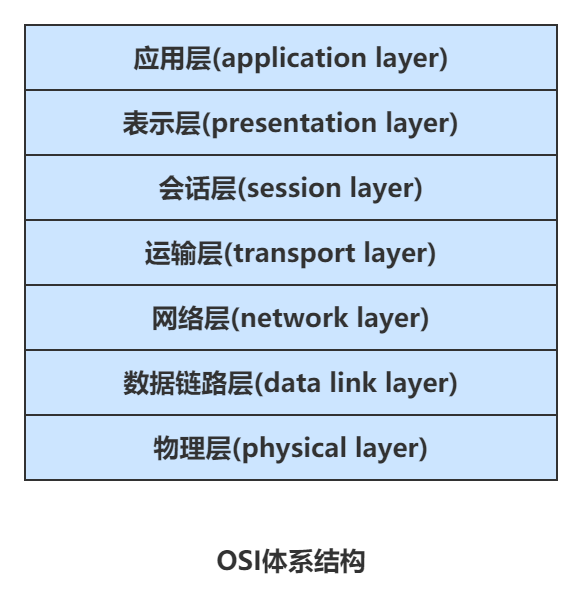 应用层(application layer)
表示层(presentation layer)
会话层(session layer)
运输层(transport layer)
网络层(network layer)
数据链路层(data link layer)
物理层(physical layer)
OSI体系结构